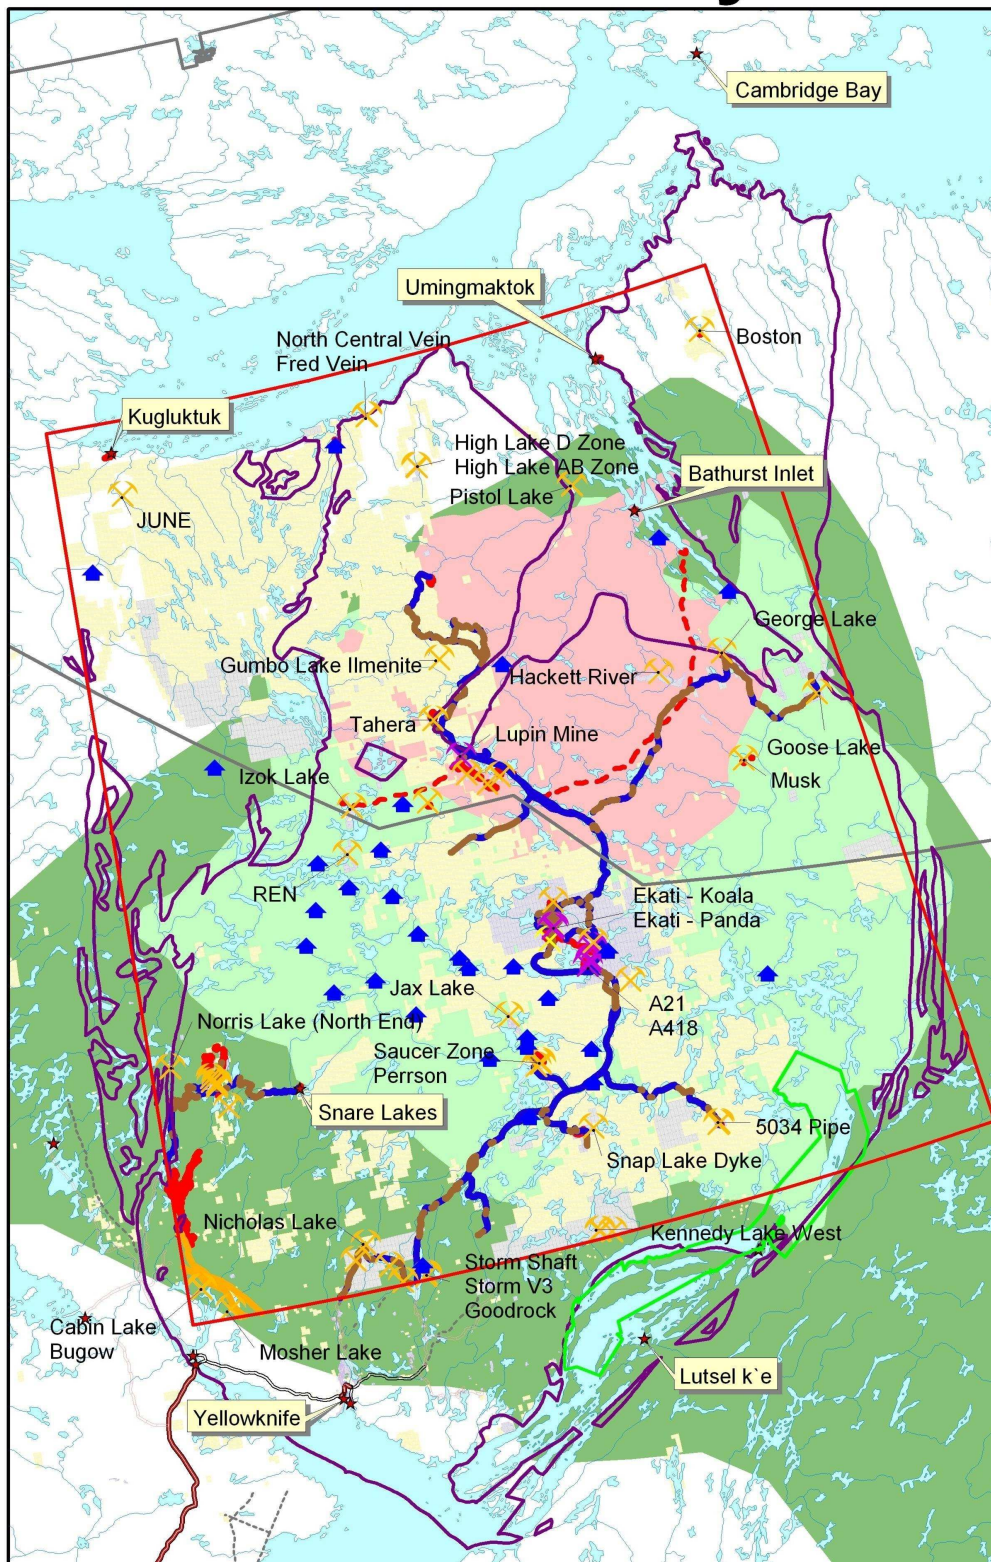 Cambridge Bay
Umingmaktok
North Central Vein
Fred Vein
Boston
Kugluktuk
High Lake D Zone
High Lake AB Zone
Pistol Lake
Bathurst Inlet
JUNE
George Lake
Gumbo Lake Ilmenite
Hackett River
Tahera
Lupin Mine
Goose Lake
Izok Lake
Musk
REN
Ekati - Koala
Ekati - Panda
Jax Lake
A21
A418
Norris Lake (North End)
Saucer Zone
Perrson
Snare Lakes
5034 Pipe
Snap Lake Dyke
Nicholas Lake
Kennedy Lake West
Storm Shaft
Storm V3
Goodrock
Cabin Lake
Bugow
Mosher Lake
Lutsel k`e
Yellowknife